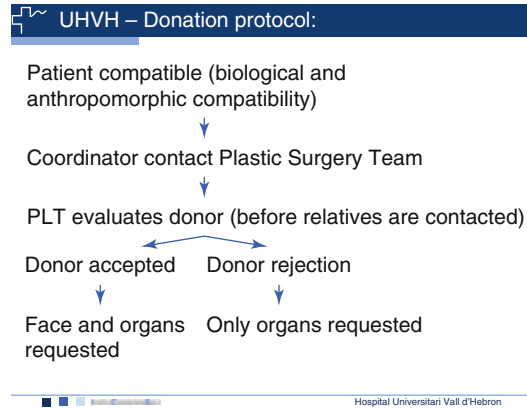 UHVH – Donation protocol:
Patient compatible (biological and
anthropomorphic compatibility)
Coordinator contact Plastic Surgery Team
PLT evaluates donor (before relatives are contacted)
Donor accepted
Donor rejection
Face and organs
requested
Only organs requested
Hospital Universitari Vall d'Hebron